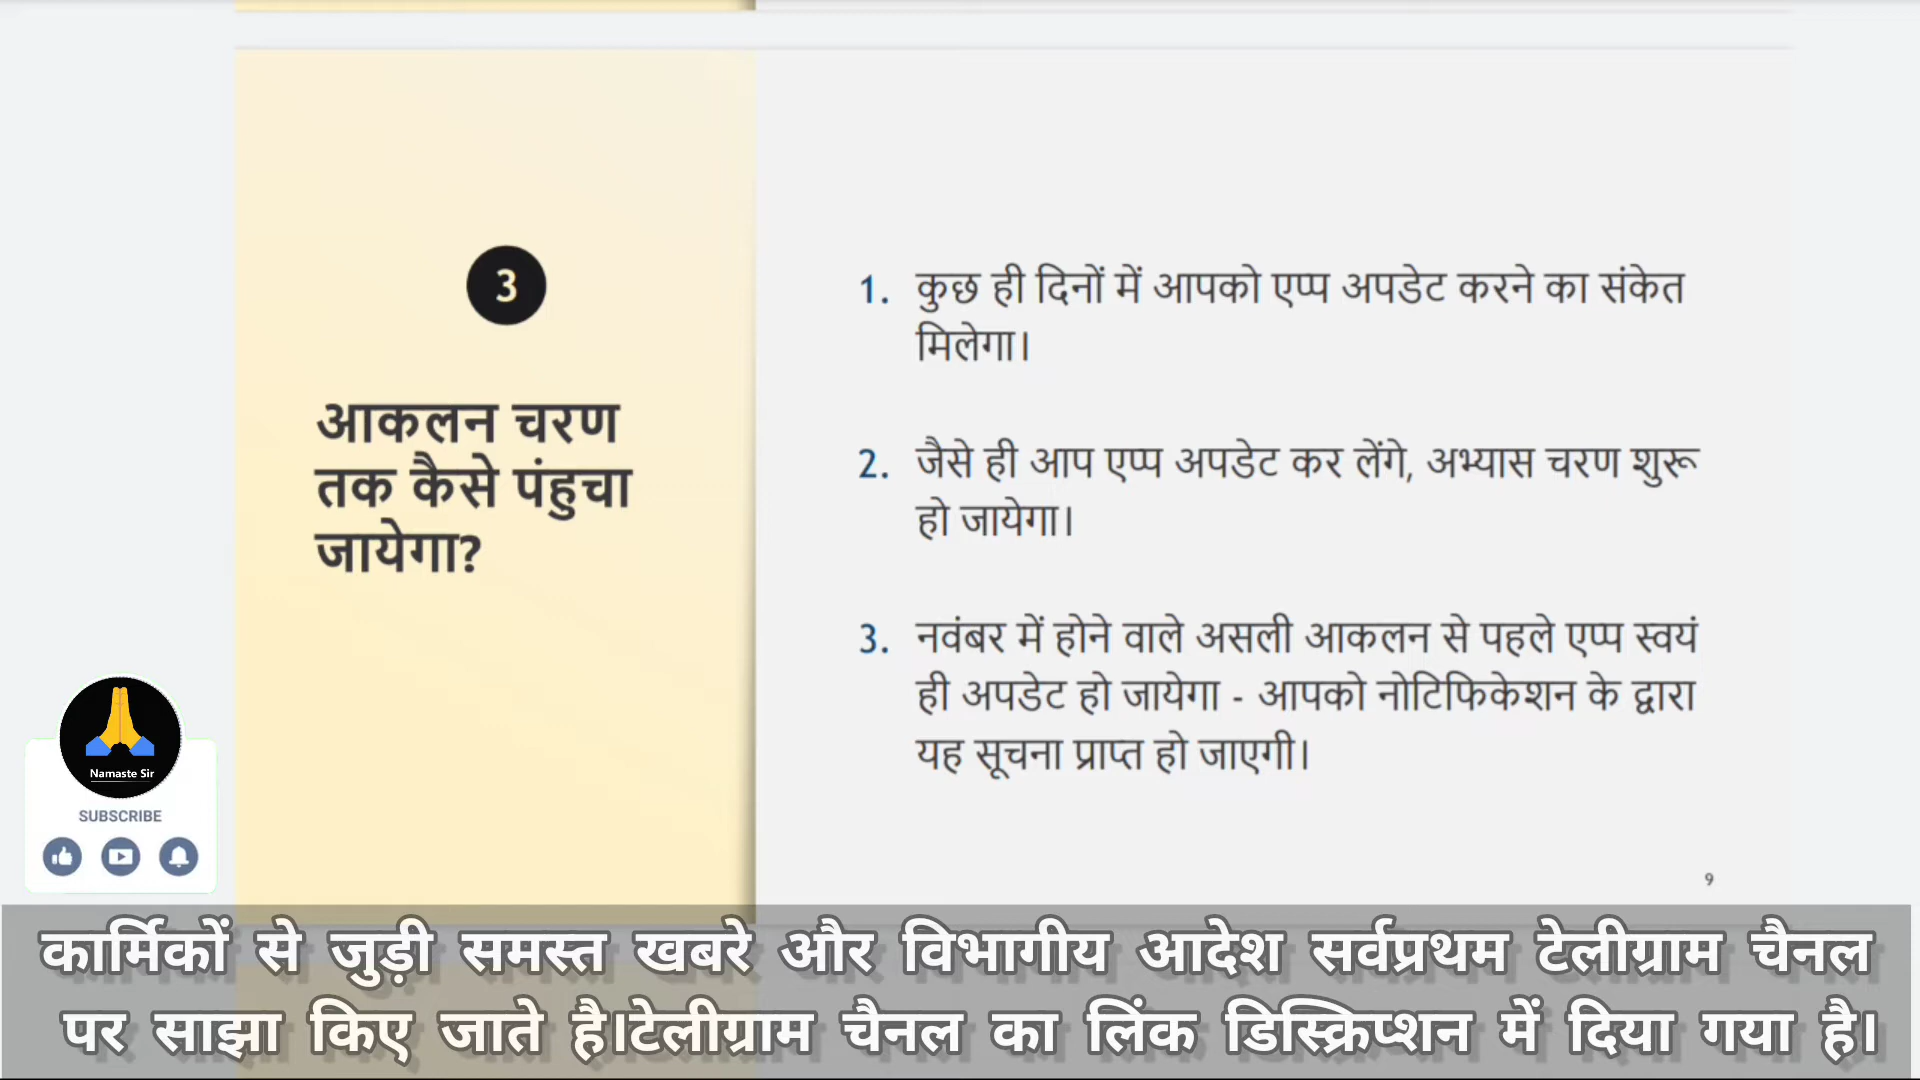 3
आकलन चरण
तक कैसे पंहुचा
जायेगा?
1. कुछ ही दिनों में आपको एप्प अपडेट करने का संकेत
मिलेगा।
2. जैसे ही आप एप्प अपडेट कर लेंगे, अभ्यास चरण शुरू
हो जायेगा।
3. नवंबर में होने वाले असली आकलन से पहले एप्प स्वयं
ही अपडेट हो जायेगा - आपको नोटिफिकेशन के द्वारा
यह सूचना प्राप्त हो जाएगी।
9
Namaste Sir
SUBSCRIBE
कार्मिकों से जुड़ी समस्त खबरे और विभागीय आदेश सर्वप्रथम टेलीग्राम चैनल
पर साझा किए जाते है।टेलीग्राम चैनल का लिंक डिस्क्रिप्शन में दिया गया है।